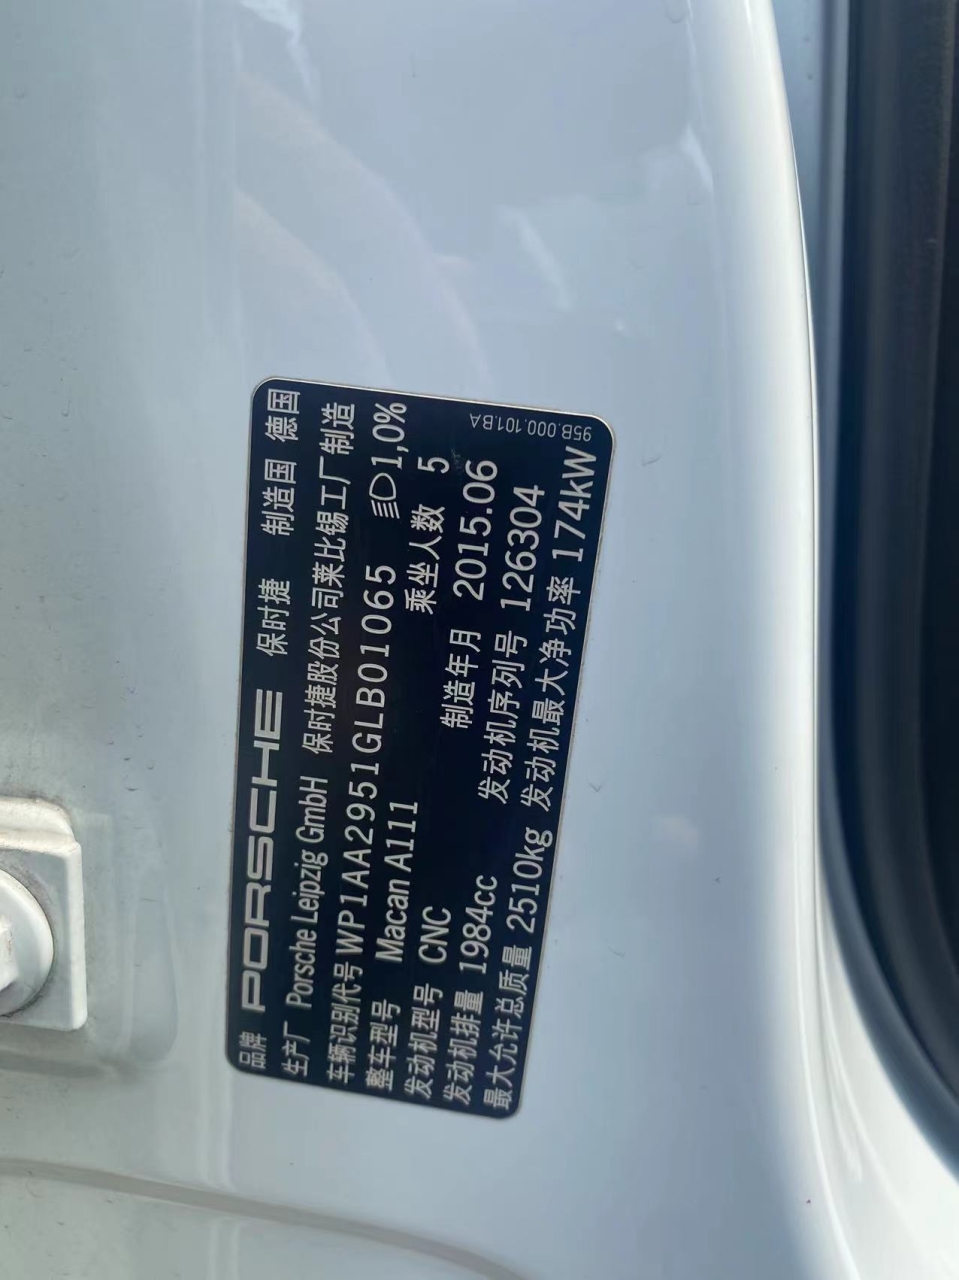 品牌 PORSCHE 保时捷 制造国 德国
生产厂 Porsche Leipzig GmbH 保时捷股份公司莱比锡工厂制造
车辆识别代号 WP1AA2951GLB01065 1,0%
整车型号 Macan A111 乘坐人数 5
发动机型号 CNC 制造年月 2015.06
发动机排量 1984cc 发动机序列号 126304
最大允许总质量 2510kg 发动机最大净功率 174kW
95B.000.101.BA